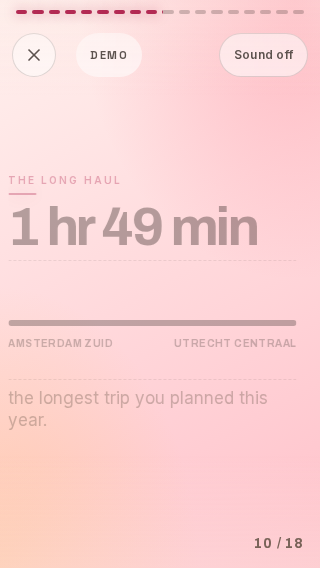 DEMO
Sound off
THE LONG HAUL
1 hr 49 min
AMSTERDAM ZUID
UTRECHT CENTRAAL
the longest trip you planned this
year.
10 / 18